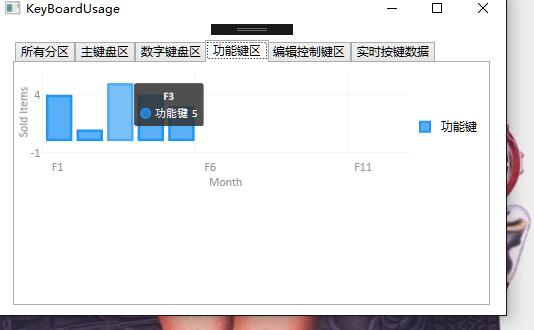 KeyBoardUsage
所有分区 主键盘区 数字键盘区 功能键区 编辑控制键区 实时按键数据
Sold Items
4
-1
F3
功能键 5
功能键
F1 F6 F11
Month